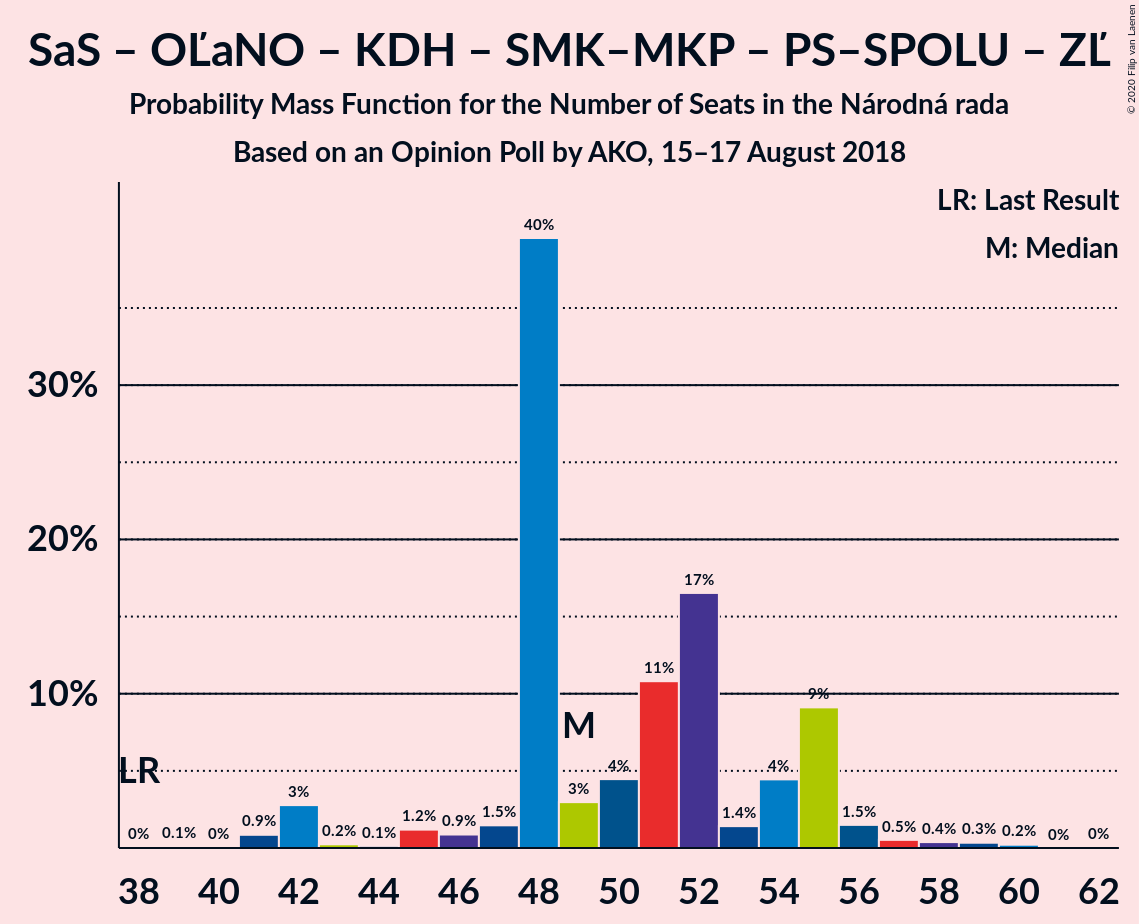 SaS – OĽaNO – KDH – SMK–MKP – PS–SPOLU – ZĽ
Probability Mass Function for the Number of Seats in the Národná rada
Based on an Opinion Poll by AKO, 15–17 August 2018
© 2020 Filip van Laenen
LR: Last Result
M: Median
30%
20%
10%
LR
M
0% 0.1% 0% 0.9% 3% 0.2% 0.1% 1.2% 0.9% 1.5% 40% 3% 4% 11% 17% 1.4% 4% 9% 1.5% 0.5% 0.4% 0.3% 0.2% 0% 0%
38 40 42 44 46 48 50 52 54 56 58 60 62